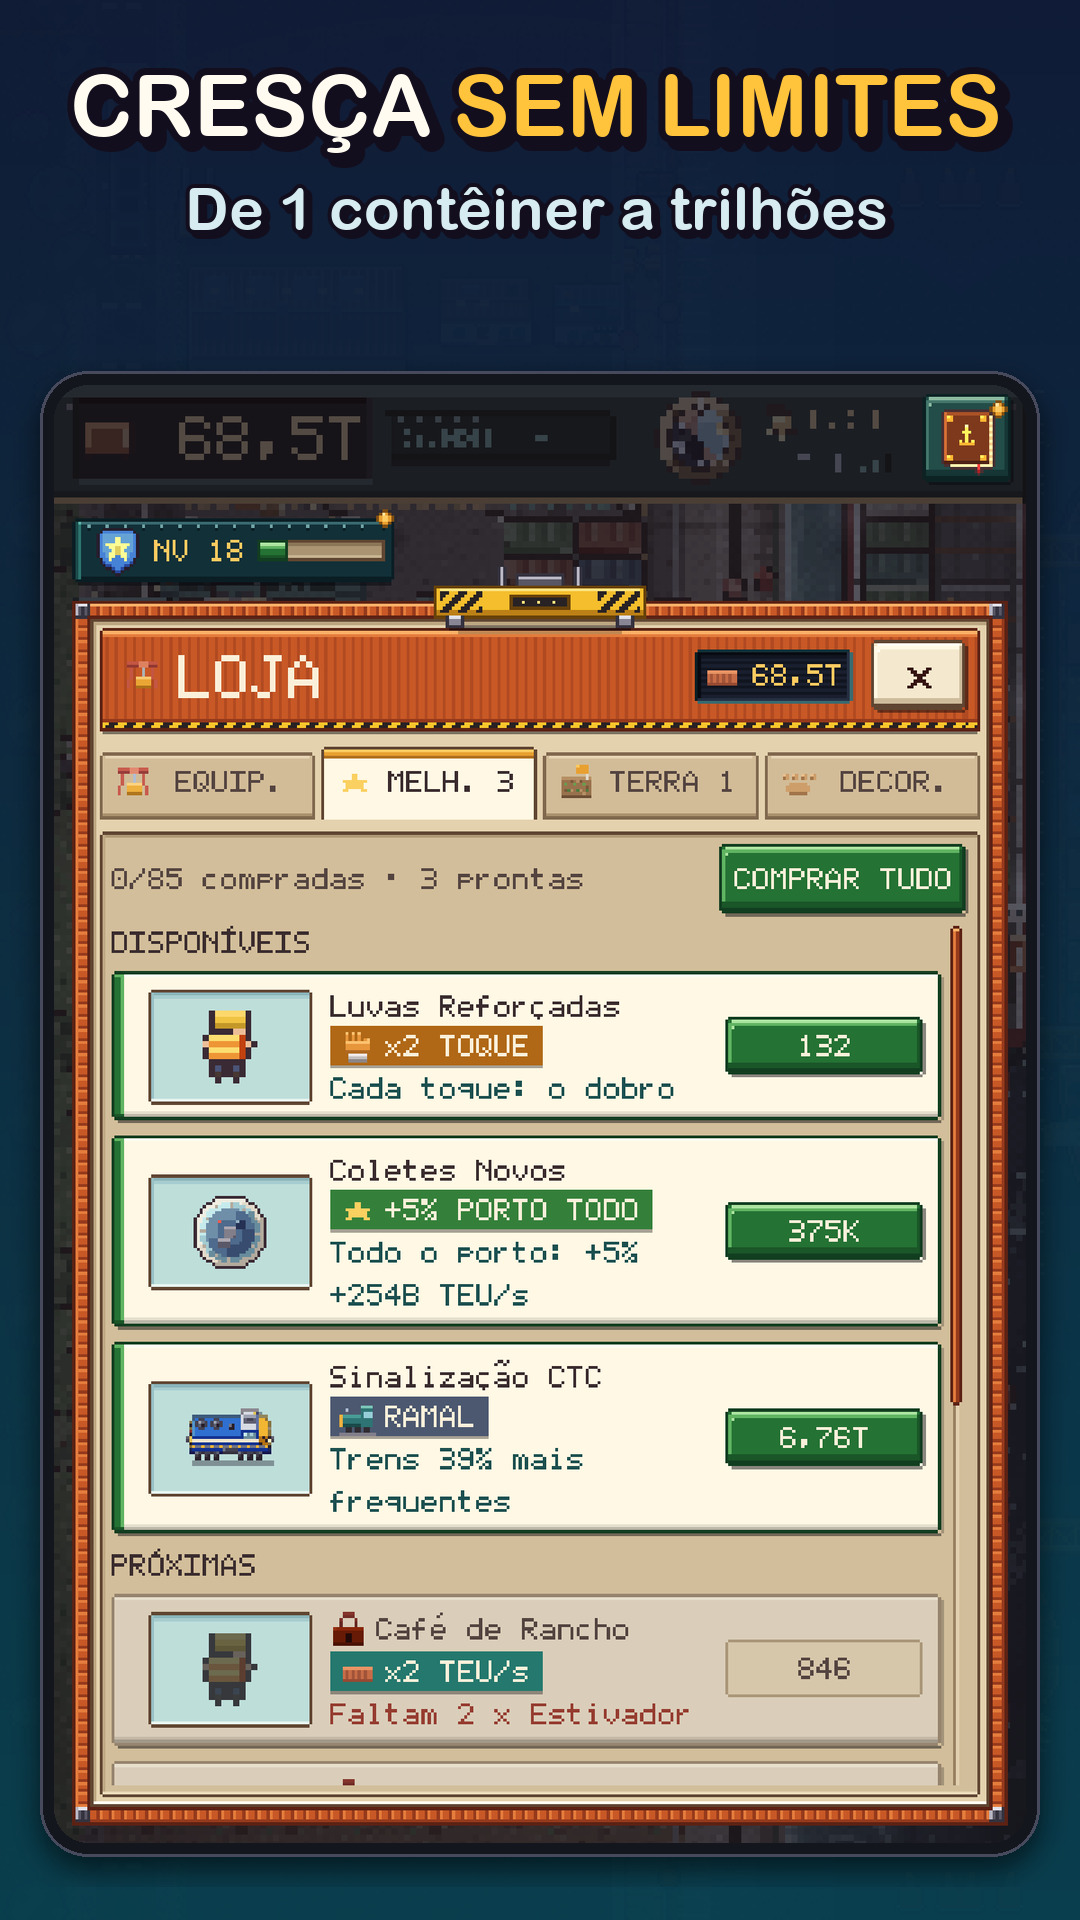 CRESÇA SEM LIMITES
De 1 contêiner a trilhões
68,5T
NV 18
LOJA
68,5T
x
EQUIP.
MELH. 3
TERRA 1
DECOR.
0/85 compradas · 3 prontas
COMPRAR TUDO
DISPONÍVEIS
Luvas Reforçadas
x2 TOQUE
132
Cada toque: o dobro
Coletes Novos
+5% PORTO TODO
375K
Todo o porto: +5%
+254B TEU/s
Sinalização CTC
RAMAL
6,76T
Trens 39% mais
frequentes
PRÓXIMAS
Café de Rancho
x2 TEU/s
846
Faltam 2 x Estivador